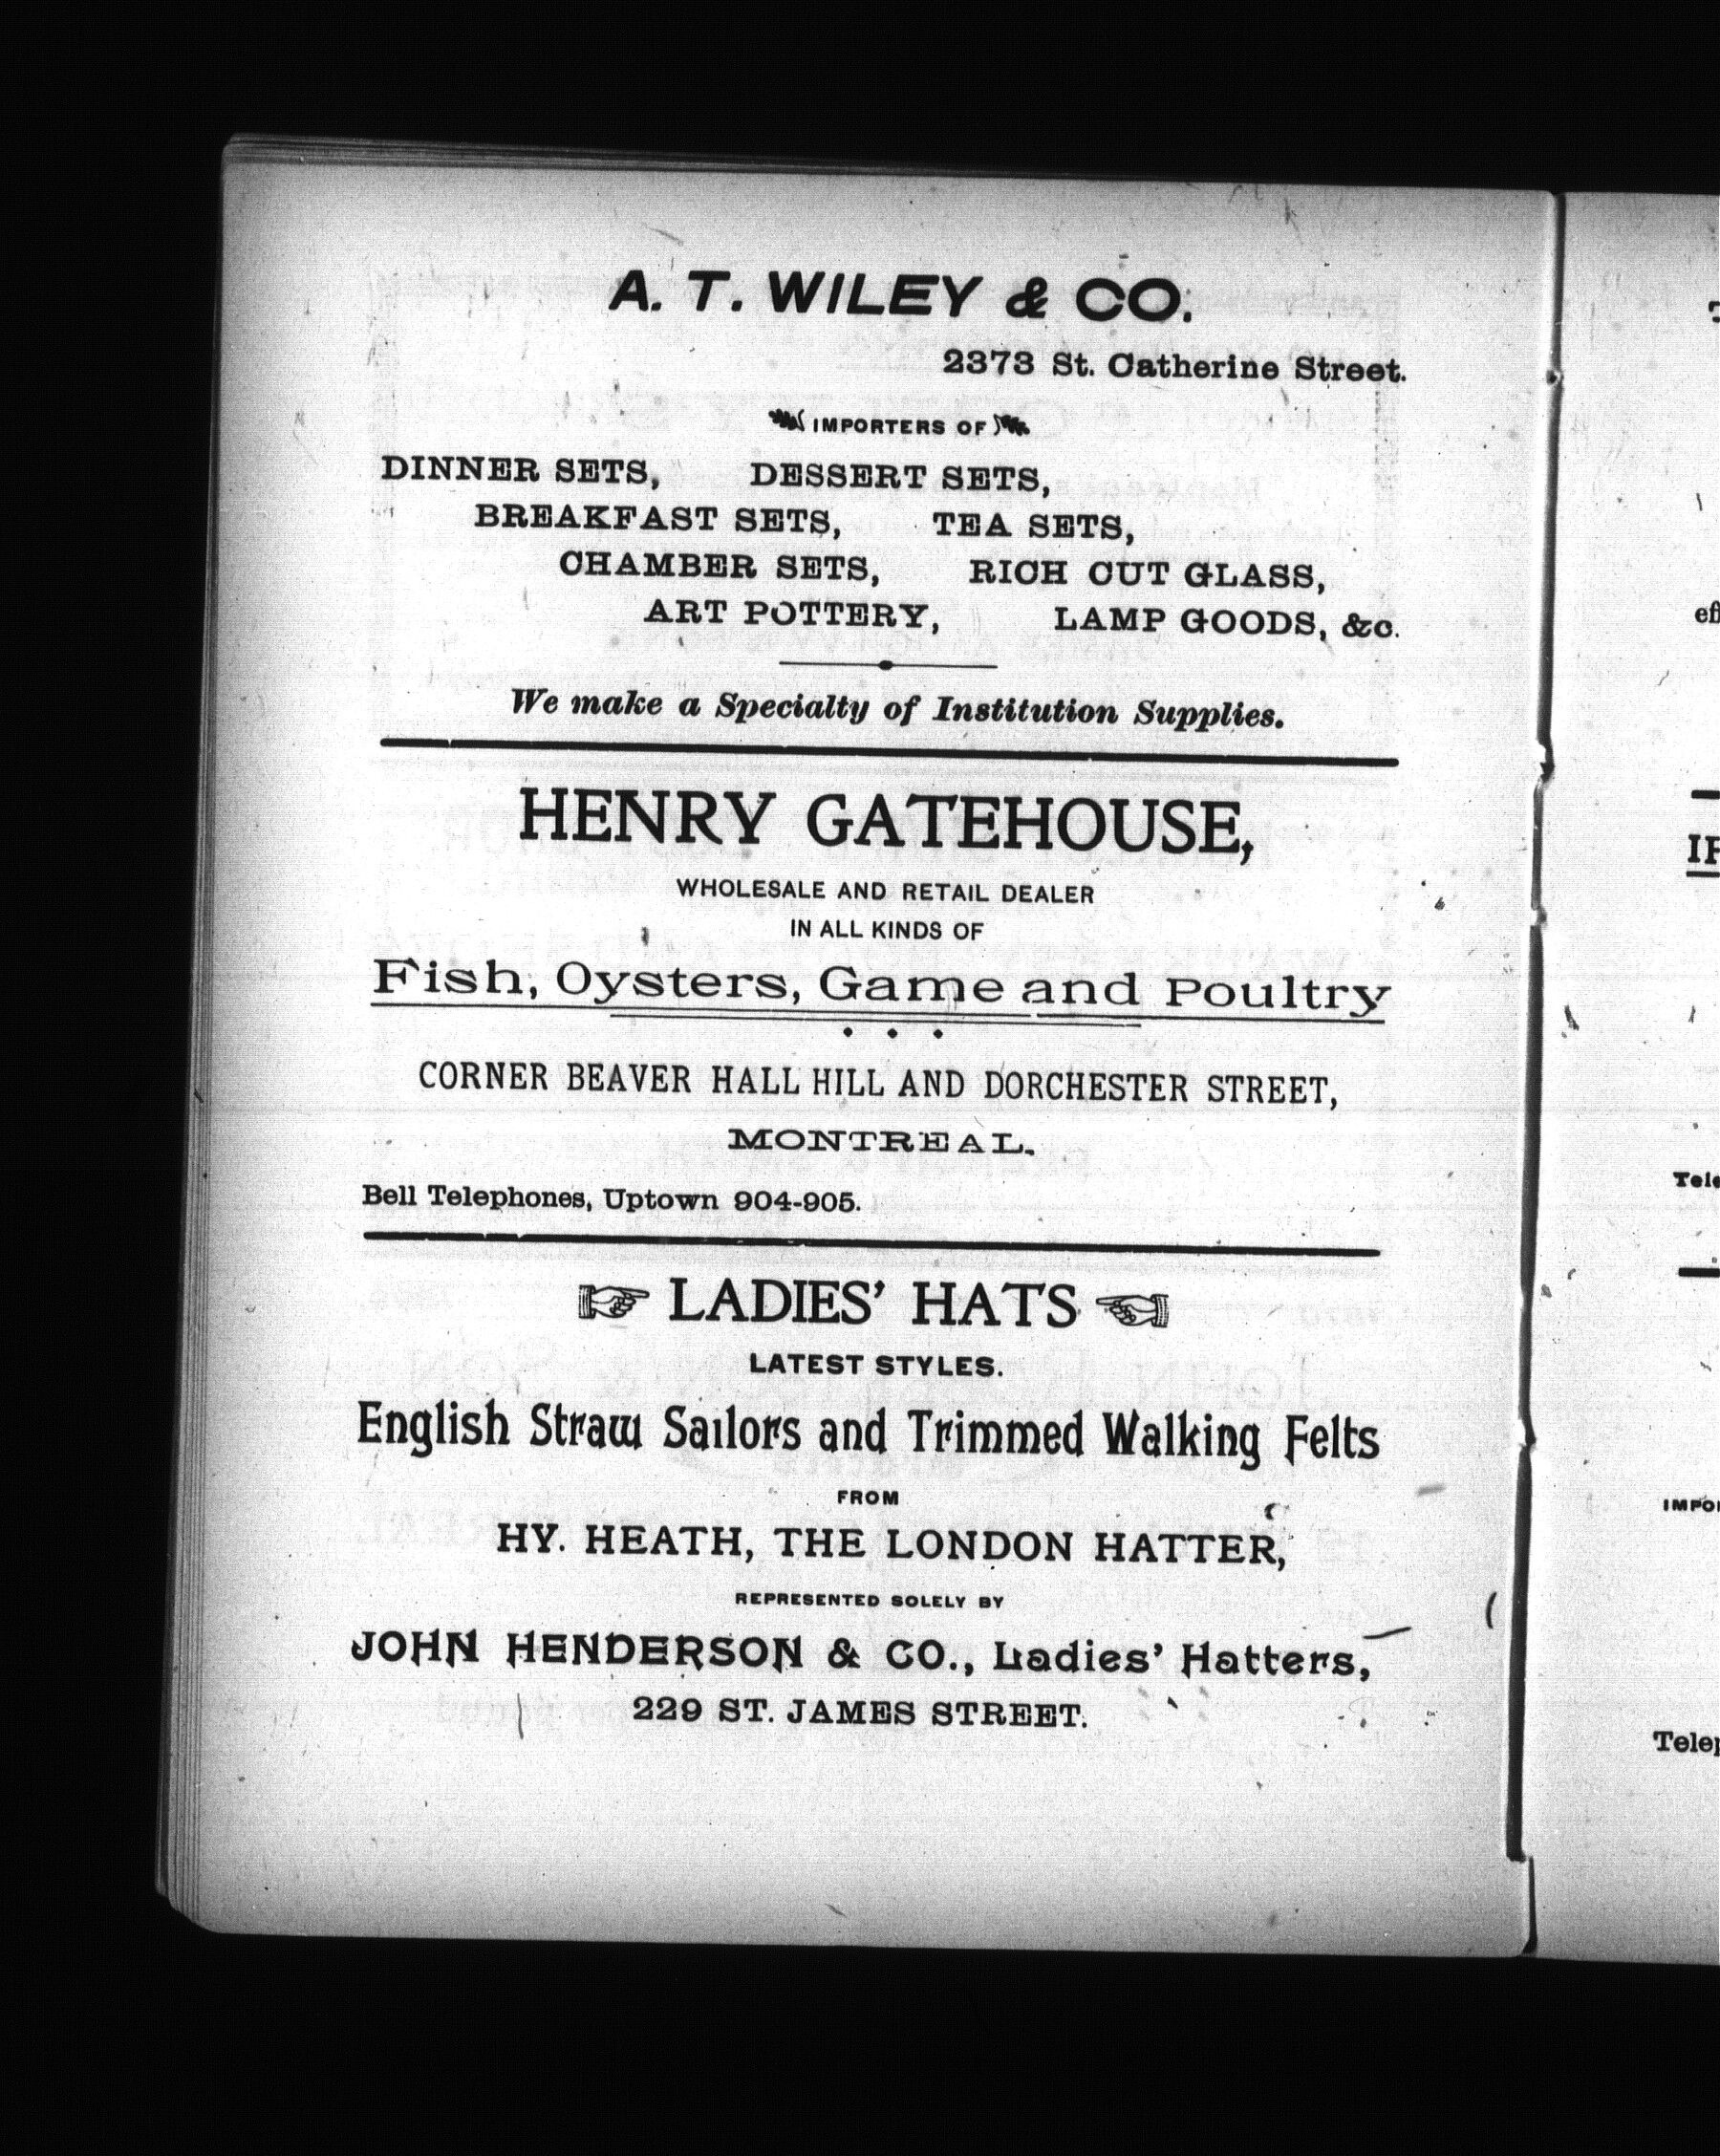 A. T. WILEY & CO.
2373 St. Catherine Street.
IMPORTERS OF
DINNER SETS, DESSERT SETS,
BREAKFAST SETS, TEA SETS,
CHAMBER SETS, RICH CUT GLASS,
ART POTTERY, LAMP GOODS, &c.
We make a Specialty of Institution Supplies.
HENRY GATEHOUSE,
WHOLESALE AND RETAIL DEALER
IN ALL KINDS OF
Fish, Oysters, Game and Poultry
CORNER BEAVER HALL HILL AND DORCHESTER STREET,
MONTREAL.
Bell Telephones, Uptown 904-905.
☞ LADIES' HATS ☜
LATEST STYLES.
English Straw Sailors and Trimmed Walking Felts
FROM
HY. HEATH, THE LONDON HATTER,
REPRESENTED SOLELY BY
JOHN HENDERSON & CO., Ladies' Hatters,
229 ST. JAMES STREET.